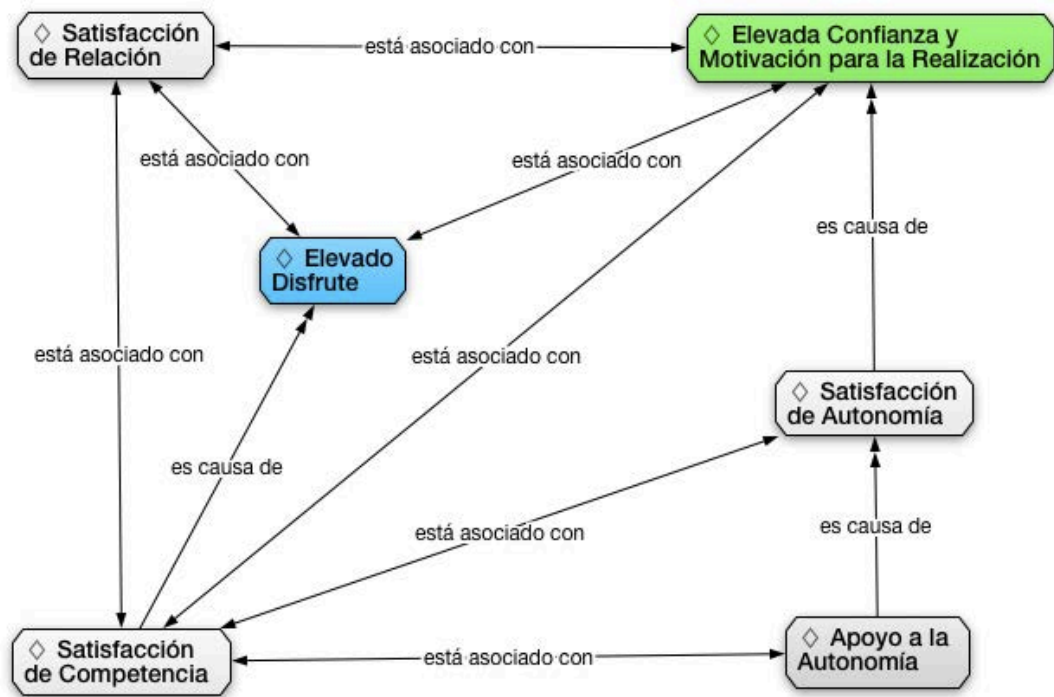 ◇ Satisfacción
de Relación
está asociado con
◇ Elevada Confianza y
Motivación para la Realización
está asociado con
está asociado con
es causa de
◇ Elevado
Disfrute
está asociado con
está asociado con
◇ Satisfacción
de Autonomía
es causa de
está asociado con
es causa de
◇ Satisfacción
de Competencia
está asociado con
◇ Apoyo a la
Autonomía